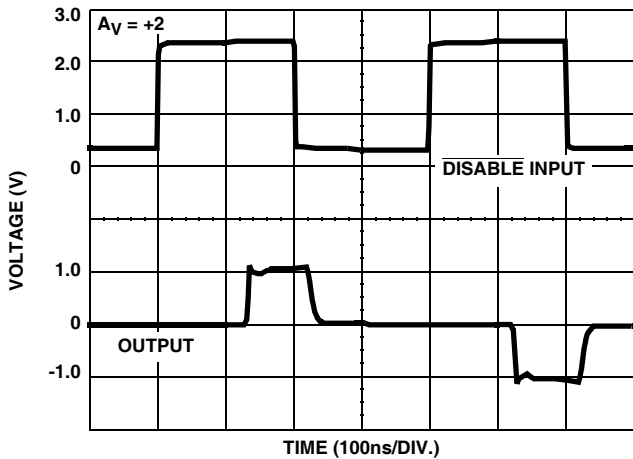 3.0
A_V = +2
2.0
1.0
0
DISABLE INPUT
VOLTAGE (V)
1.0
0
OUTPUT
-1.0
TIME (100ns/DIV.)